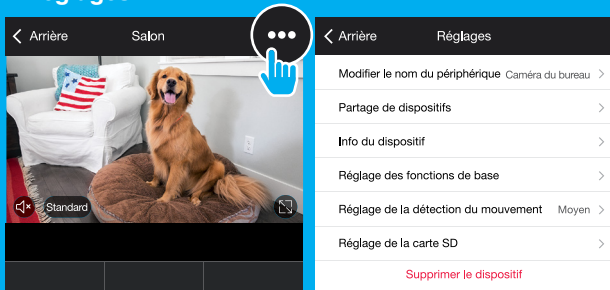 Réglages
Arrière
Salon
Standard
Arrière
Réglages
Modifier le nom du périphérique Caméra du bureau
Partage de dispositifs
Info du dispositif
Réglage des fonctions de base
Réglage de la détection du mouvement Moyen
Réglage de la carte SD
Supprimer le dispositif